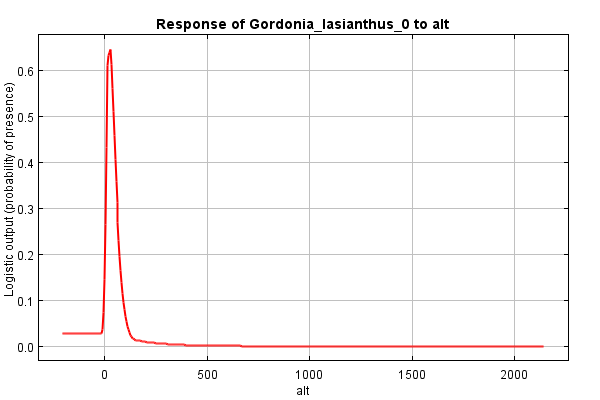 Response of Gordonia_lasianthus_0 to alt
Logistic output (probability of presence)
0.6
0.5
0.4
0.3
0.2
0.1
0.0
0 500 1000 1500 2000
alt